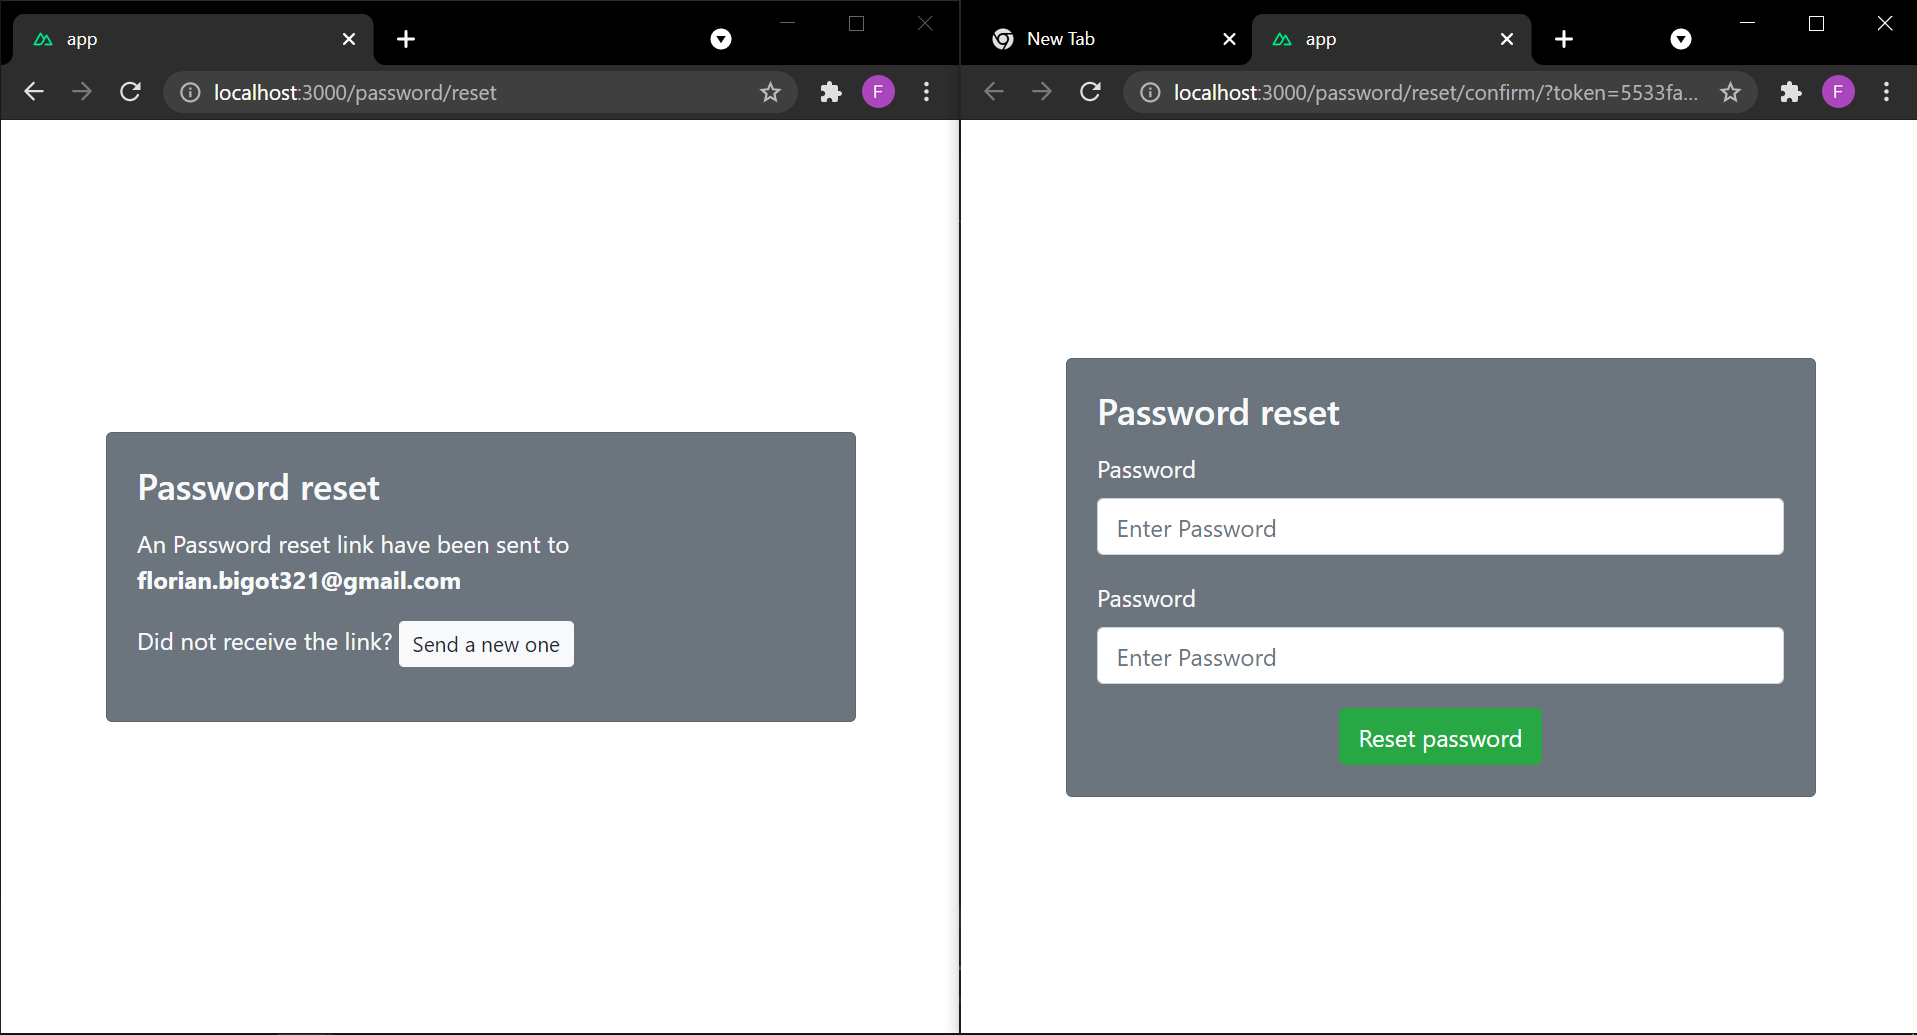 app
localhost:3000/password/reset
F
Password reset
An Password reset link have been sent to
florian.bigot321@gmail.com
Did not receive the link? Send a new one
New Tab
app
localhost:3000/password/reset/confirm/?token=5533fa...
F
Password reset
Password
Enter Password
Password
Enter Password
Reset password